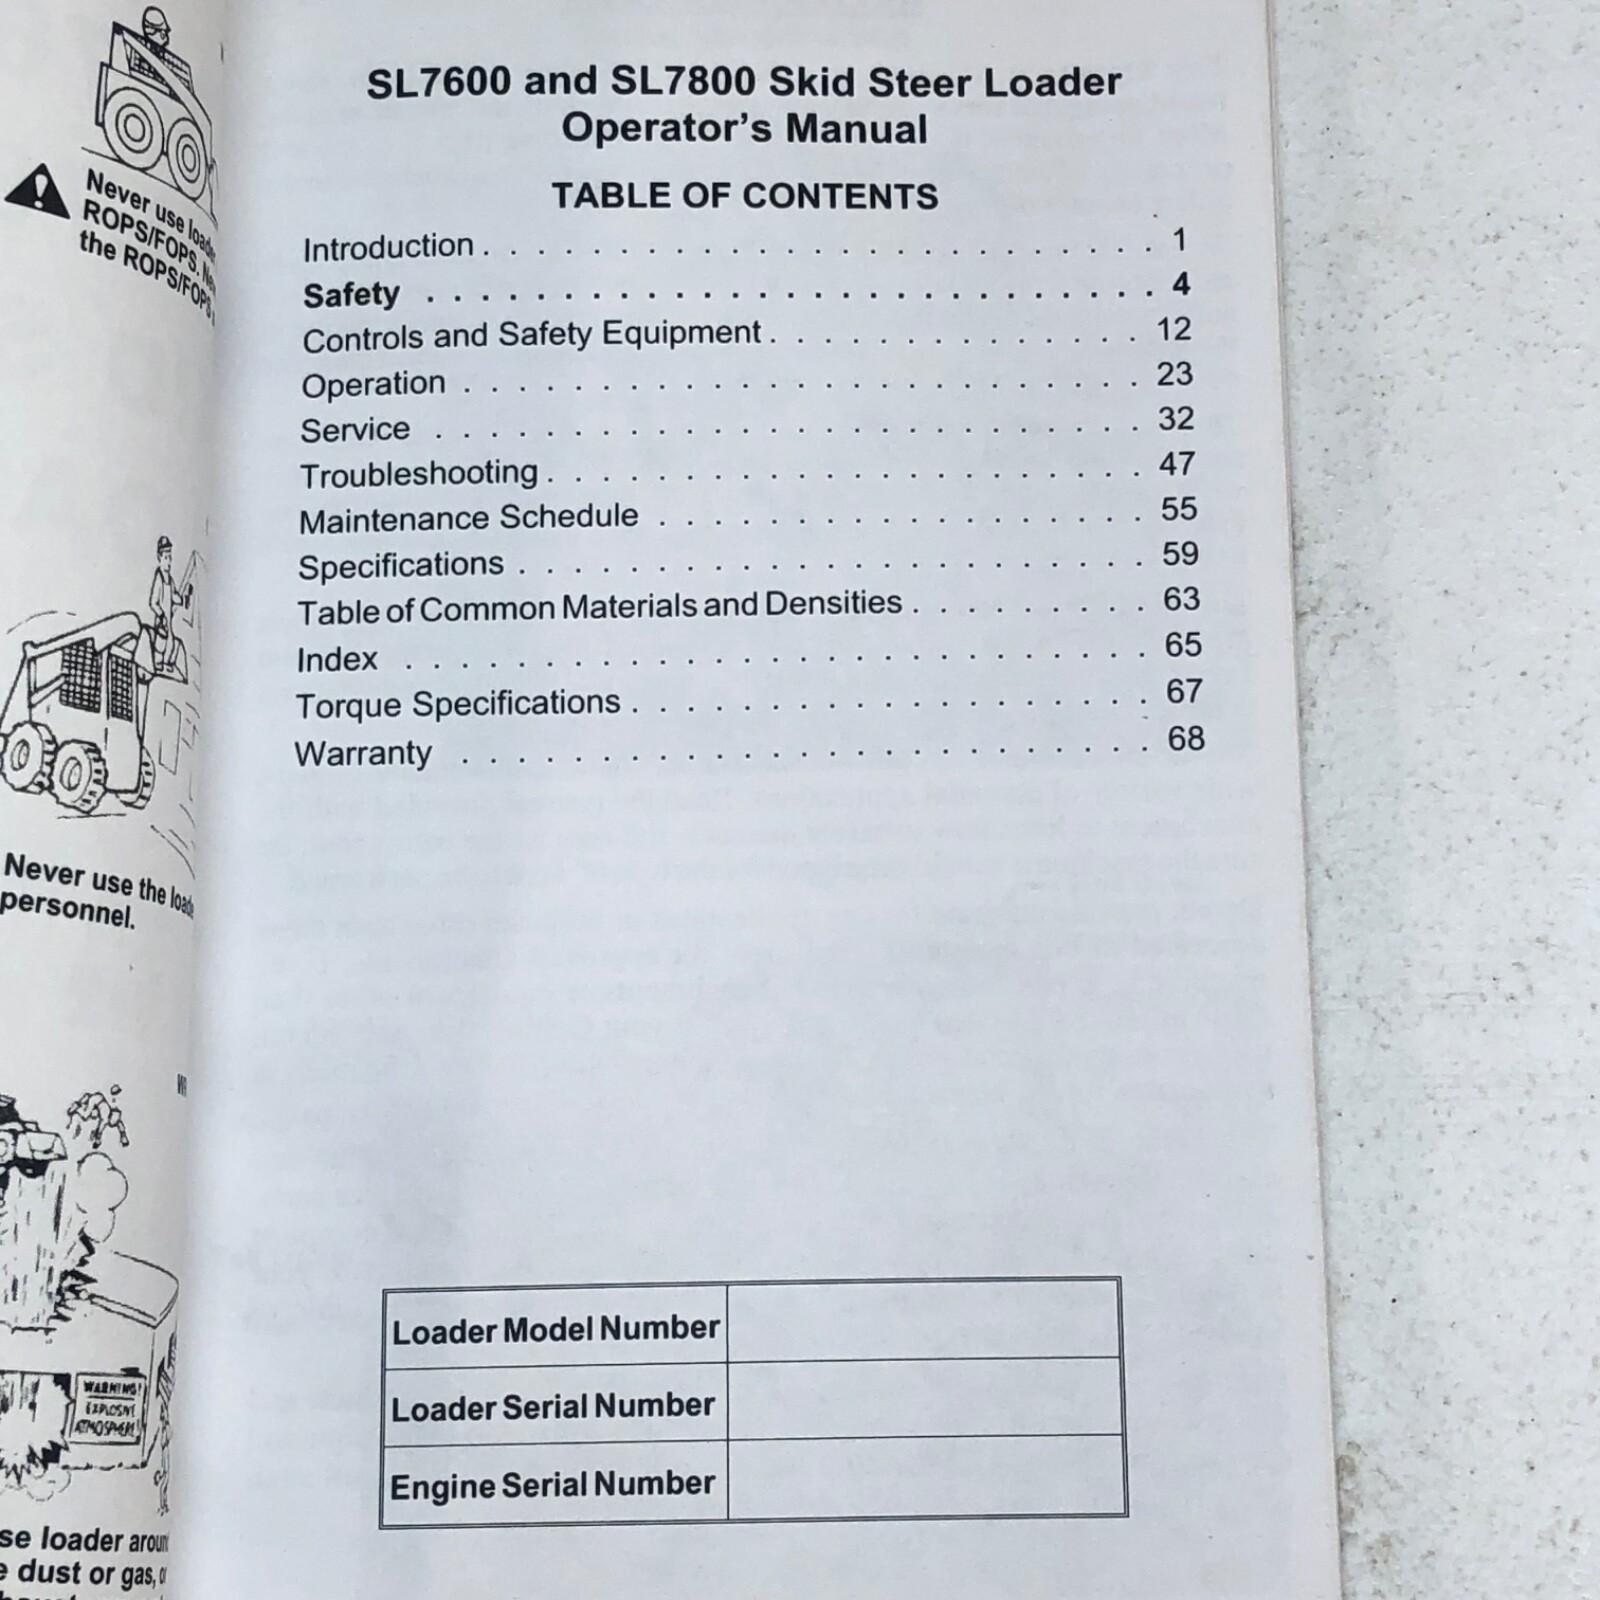 Never use
ROPS/FOPS.
the ROPS/FOPS
Never use the
personnel.
WARNING!
EXPLOSIVE
ATMOSPHERE
loader
dust or gas,
SL7600 and SL7800 Skid Steer Loader
Operator's Manual
TABLE OF CONTENTS
Introduction . . . . . . . . . . . . . . . . . . . . . . . . . 1
Safety . . . . . . . . . . . . . . . . . . . . . . . . . . . 4
Controls and Safety Equipment . . . . . . . . . . . . . . 12
Operation . . . . . . . . . . . . . . . . . . . . . . . . . 23
Service . . . . . . . . . . . . . . . . . . . . . . . . . . 32
Troubleshooting . . . . . . . . . . . . . . . . . . . . . . 47
Maintenance Schedule . . . . . . . . . . . . . . . . . . 55
Specifications . . . . . . . . . . . . . . . . . . . . . . . 59
Table of Common Materials and Densities . . . . . . . . . 63
Index . . . . . . . . . . . . . . . . . . . . . . . . . . . 65
Torque Specifications . . . . . . . . . . . . . . . . . . . 67
Warranty . . . . . . . . . . . . . . . . . . . . . . . . . 68
Loader Model Number
Loader Serial Number
Engine Serial Number